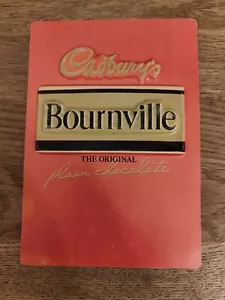 Cadbury's
Bournville
THE ORIGINAL
plain chocolate